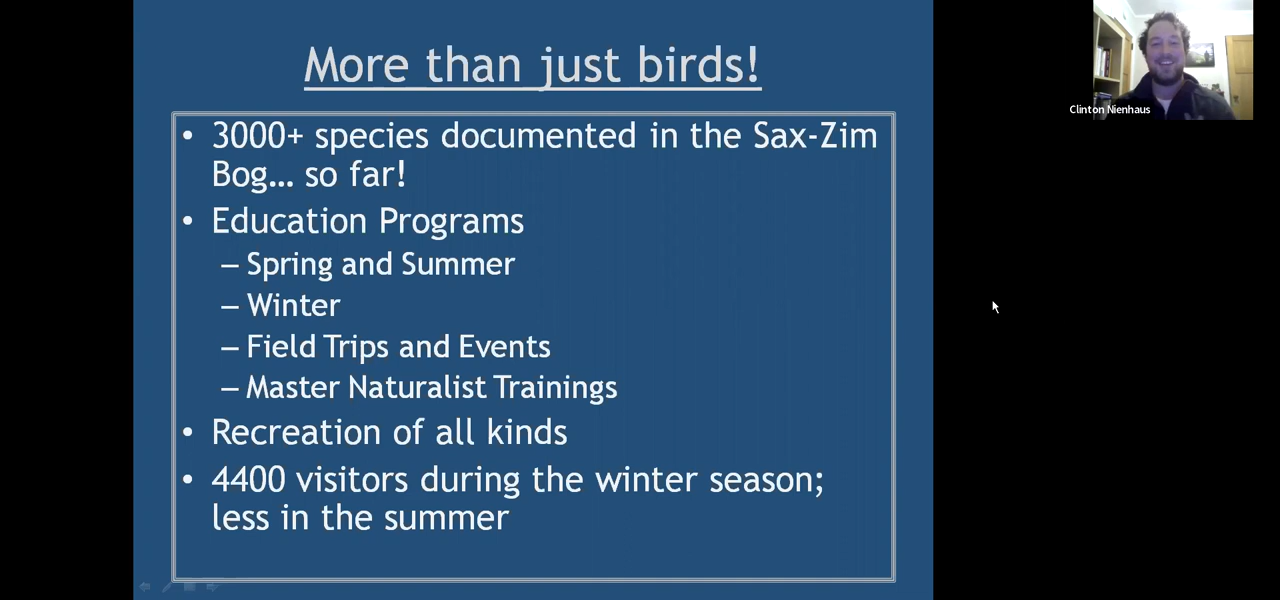 More than just birds!
• 3000+ species documented in the Sax-Zim
Bog... so far!
• Education Programs
– Spring and Summer
– Winter
– Field Trips and Events
– Master Naturalist Trainings
• Recreation of all kinds
• 4400 visitors during the winter season;
less in the summer
Clinton Nienhaus